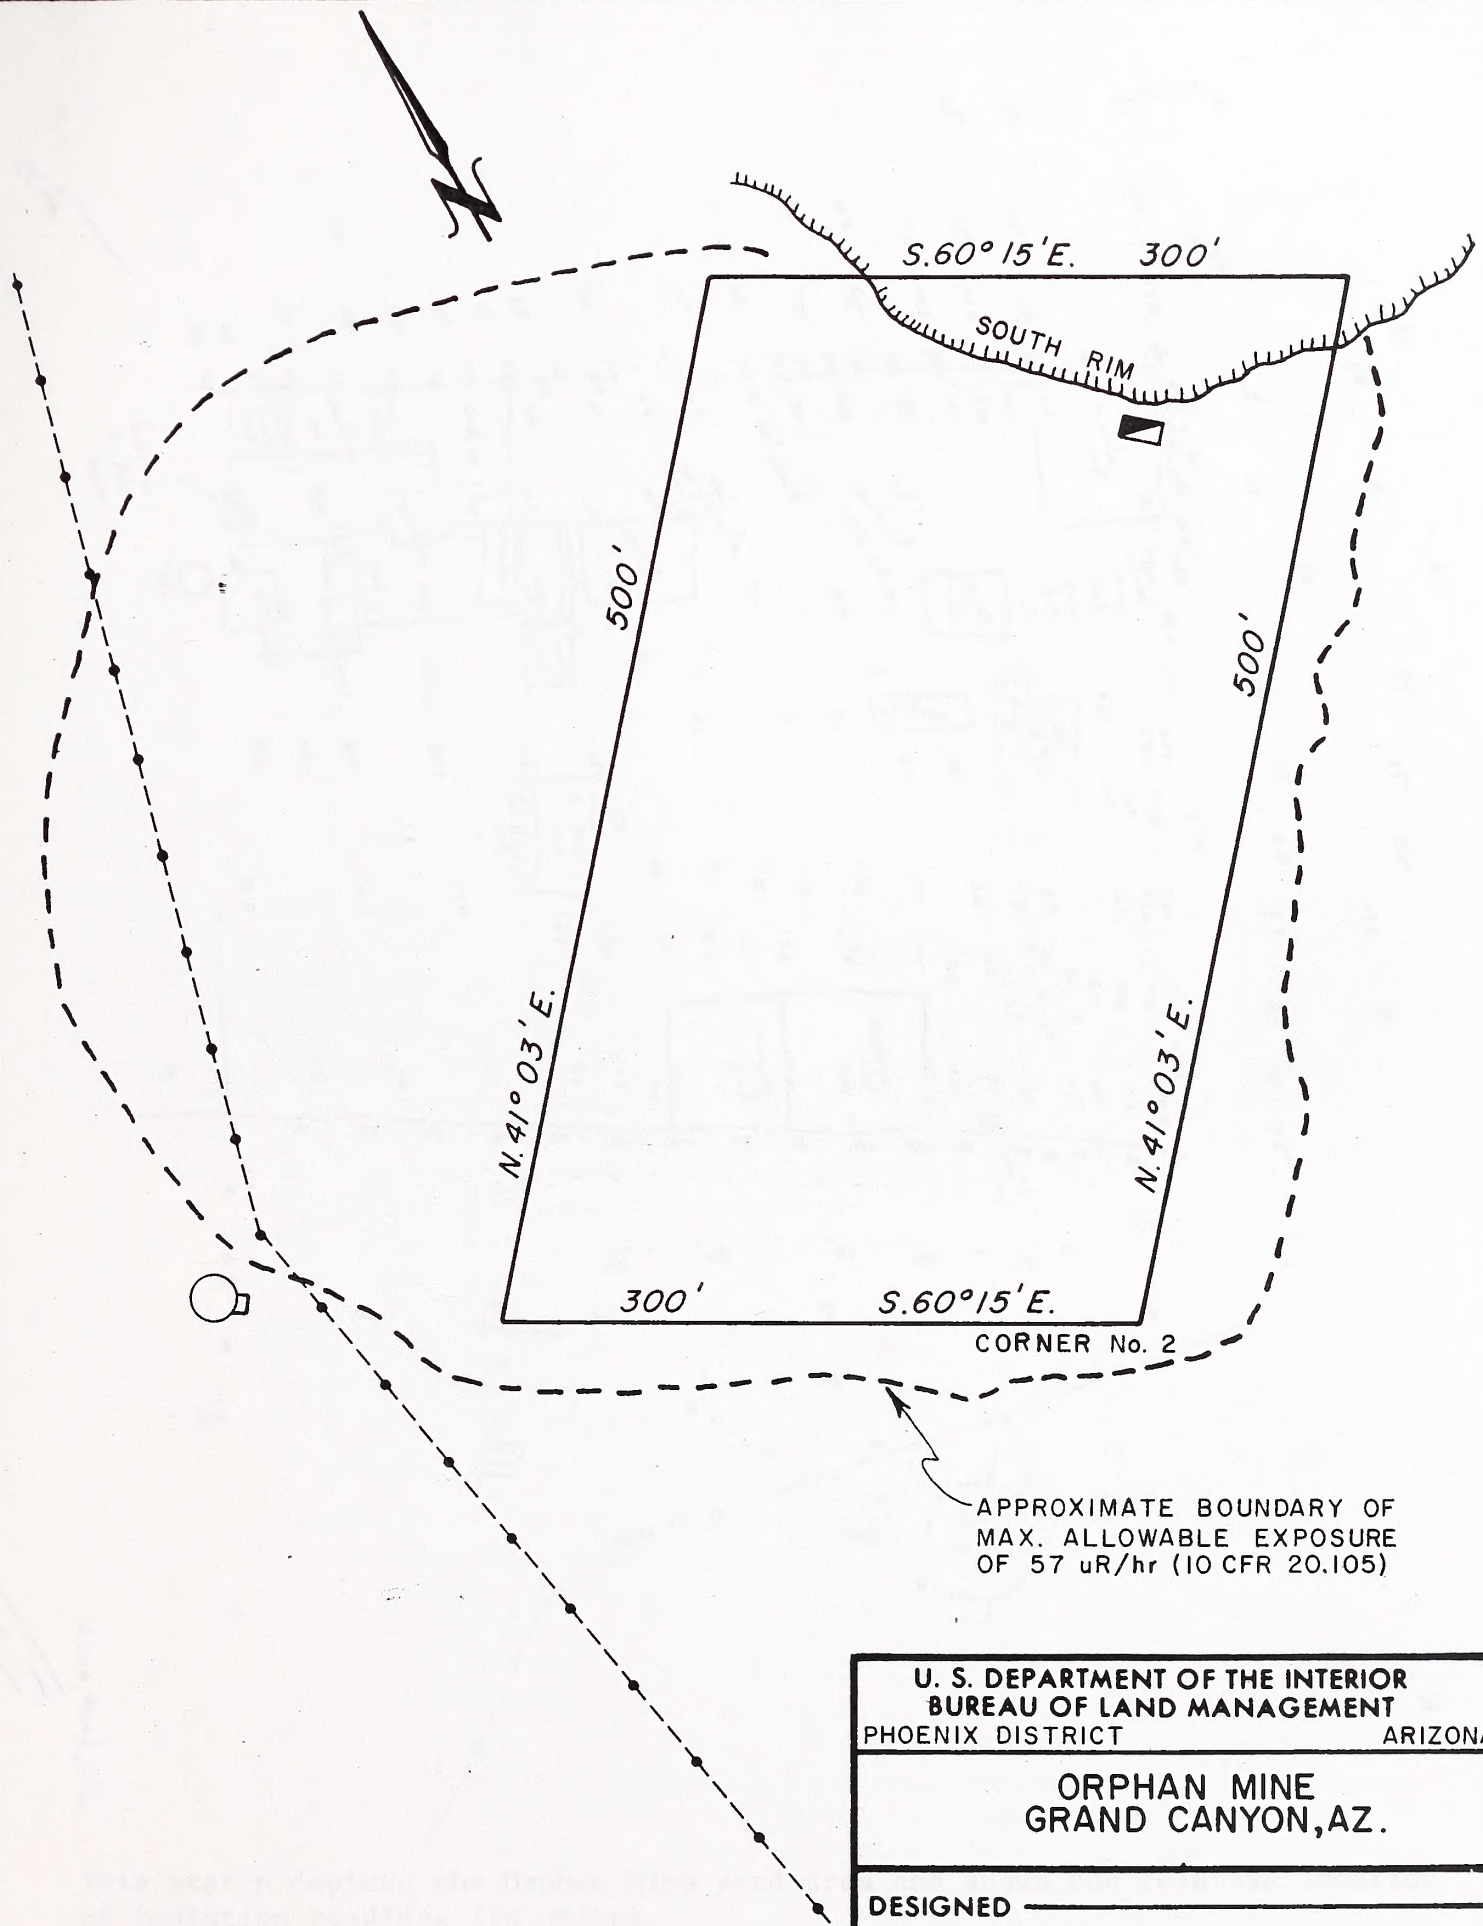 N
S.60° 15'E. 300'
SOUTH RIM
500'
500'
N.41° 03' E.
N.41° 03' E.
300' S.60°15'E.
CORNER No. 2
APPROXIMATE BOUNDARY OF
MAX. ALLOWABLE EXPOSURE
OF 57 uR/hr (10 CFR 20.105)
U. S. DEPARTMENT OF THE INTERIOR
BUREAU OF LAND MANAGEMENT
PHOENIX DISTRICT ARIZONA
ORPHAN MINE
GRAND CANYON, AZ.
DESIGNED